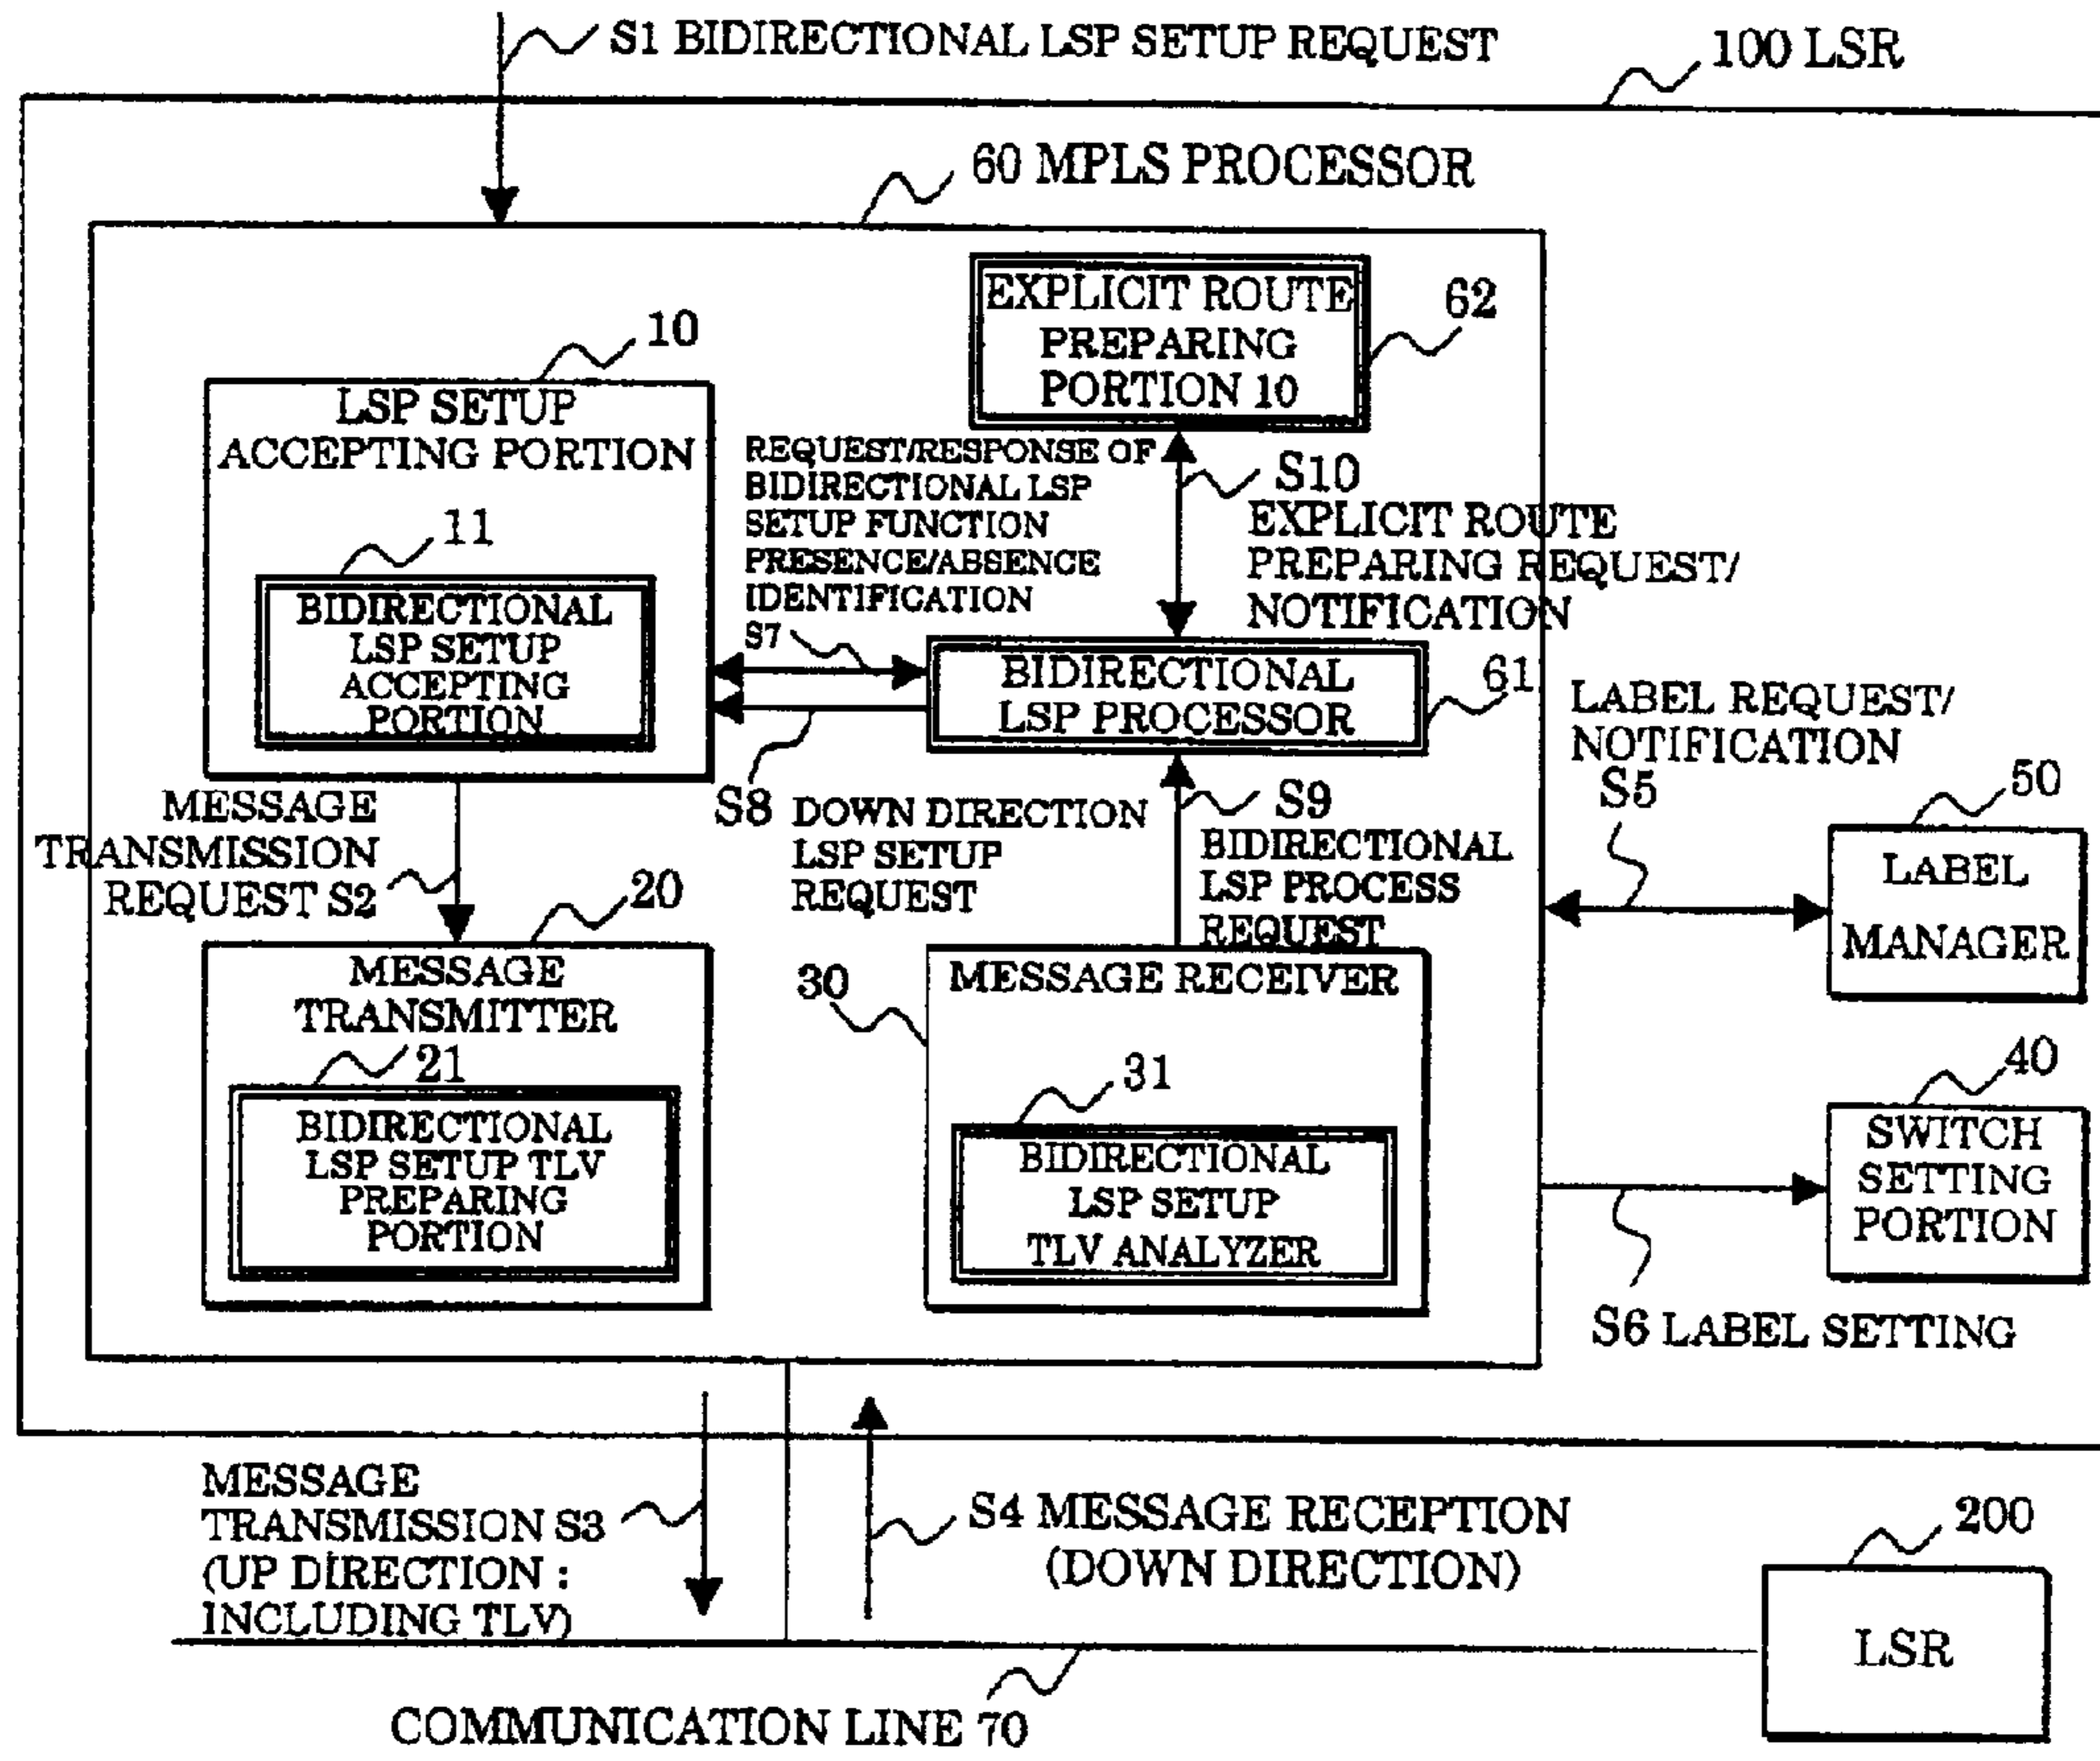 S1 BIDIRECTIONAL LSP SETUP REQUEST
100 LSR
60 MPLS PROCESSOR
EXPLICIT ROUTE
PREPARING
PORTION 10
62
10
LSP SETUP
ACCEPTING PORTION
REQUEST/RESPONSE OF
BIDIRECTIONAL LSP
SETUP FUNCTION
PRESENCE/ABSENCE
IDENTIFICATION
S7
S10
EXPLICIT ROUTE
PREPARING REQUEST/
NOTIFICATION
11
BIDIRECTIONAL
LSP SETUP
ACCEPTING
PORTION
BIDIRECTIONAL
LSP PROCESSOR
61
LABEL REQUEST/
NOTIFICATION
S5
50
LABEL
MANAGER
MESSAGE
TRANSMISSION
REQUEST S2
S8 DOWN DIRECTION
LSP SETUP
REQUEST
S9
BIDIRECTIONAL
LSP PROCESS
REQUEST
20
MESSAGE
TRANSMITTER
21
BIDIRECTIONAL
LSP SETUP TLV
PREPARING
PORTION
30
MESSAGE RECEIVER
31
BIDIRECTIONAL
LSP SETUP
TLV ANALYZER
40
SWITCH
SETTING
PORTION
S6 LABEL SETTING
MESSAGE
TRANSMISSION S3
(UP DIRECTION :
INCLUDING TLV)
S4 MESSAGE RECEPTION
(DOWN DIRECTION)
200
LSR
COMMUNICATION LINE 70